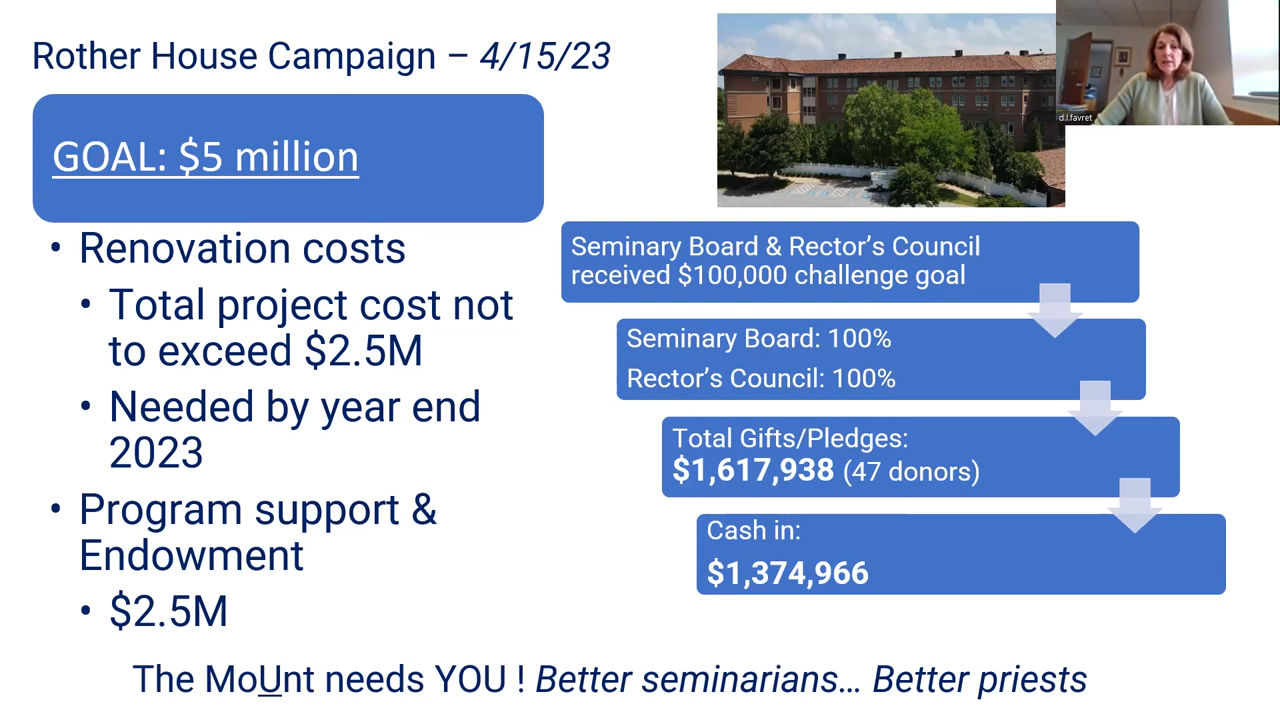 Rother House Campaign – 4/15/23
d.l.favret
GOAL: $5 million
• Renovation costs
• Total project cost not
to exceed $2.5M
• Needed by year end
2023
• Program support &
Endowment
• $2.5M
Seminary Board & Rector’s Council
received $100,000 challenge goal
Seminary Board: 100%
Rector’s Council: 100%
Total Gifts/Pledges:
$1,617,938 (47 donors)
Cash in:
$1,374,966
The MoUnt needs YOU ! Better seminarians… Better priests